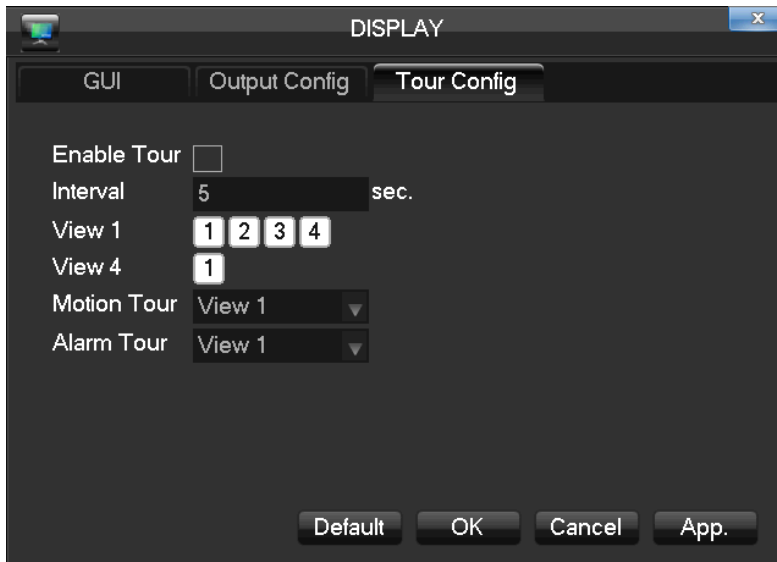 DISPLAY
x
GUI Output Config Tour Config
Enable Tour
Interval 5 sec.
View 1 1 2 3 4
View 4 1
Motion Tour View 1
Alarm Tour View 1
Default OK Cancel App.